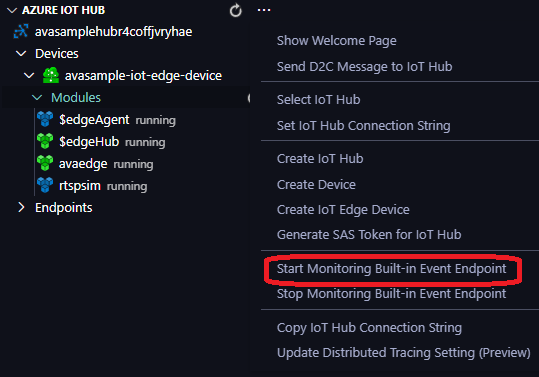 AZURE IOT HUB
avasamplehubr4coffjvryhae
Devices
avasample-iot-edge-device
Modules
$edgeAgent running
$edgeHub running
avaedge running
rtspsim running
Endpoints
...
Show Welcome Page
Send D2C Message to IoT Hub
Select IoT Hub
Set IoT Hub Connection String
Create IoT Hub
Create Device
Create IoT Edge Device
Generate SAS Token for IoT Hub
Start Monitoring Built-in Event Endpoint
Stop Monitoring Built-in Event Endpoint
Copy IoT Hub Connection String
Update Distributed Tracing Setting (Preview)